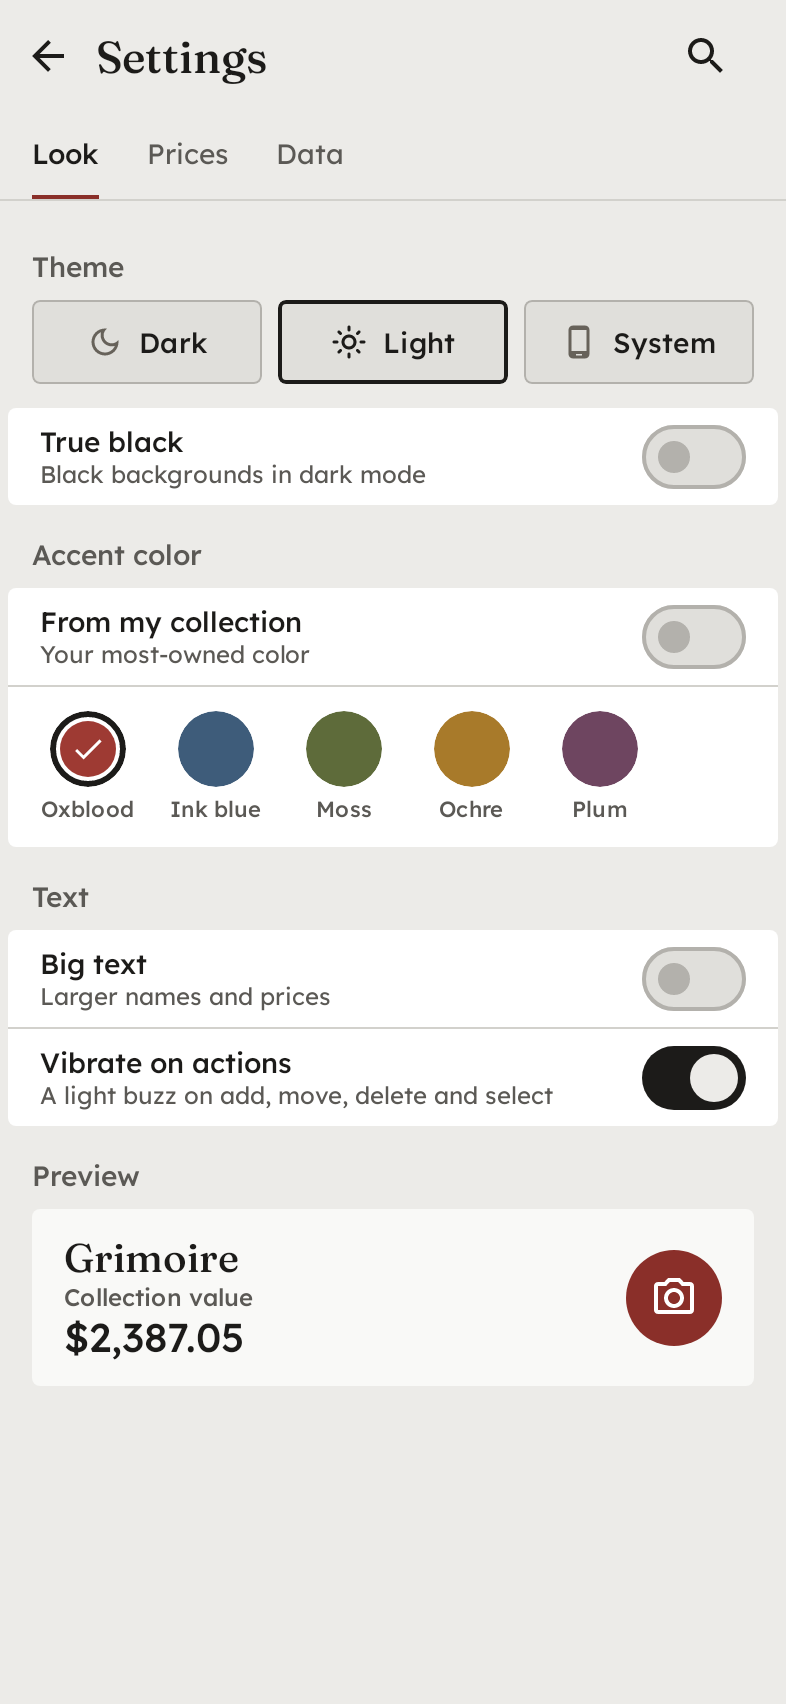 Settings
Look Prices Data
Theme
Dark Light System
True black
Black backgrounds in dark mode
Accent color
From my collection
Your most-owned color
Oxblood Ink blue Moss Ochre Plum
Text
Big text
Larger names and prices
Vibrate on actions
A light buzz on add, move, delete and select
Preview
Grimoire
Collection value
$2,387.05